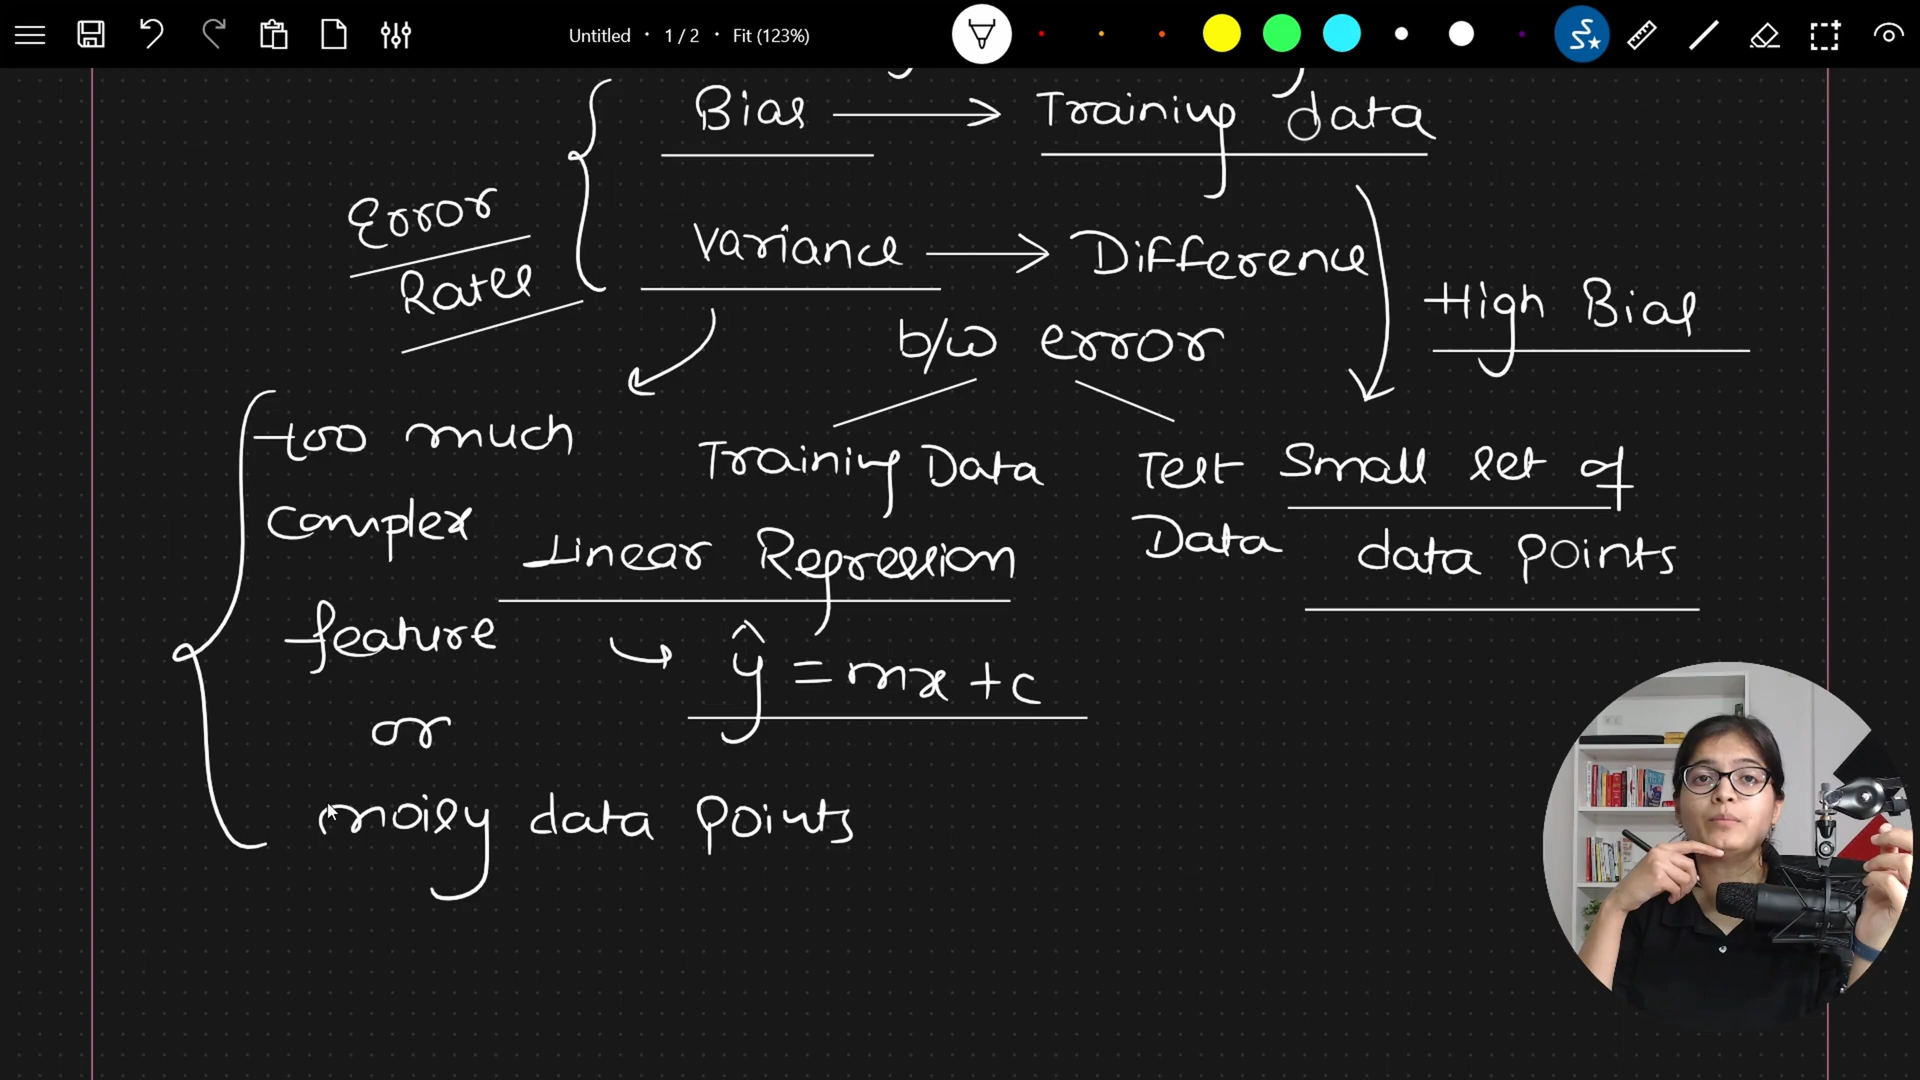 Untitled • 1 / 2 • Fit (123%)
Bias → Training data
Error
Rates
Variance → Difference
b/w error
High Bias
too much
complex
feature
or
noisy data points
Training Data
Test
Data
Small set of
data points
Linear Regression
ŷ = mx + c